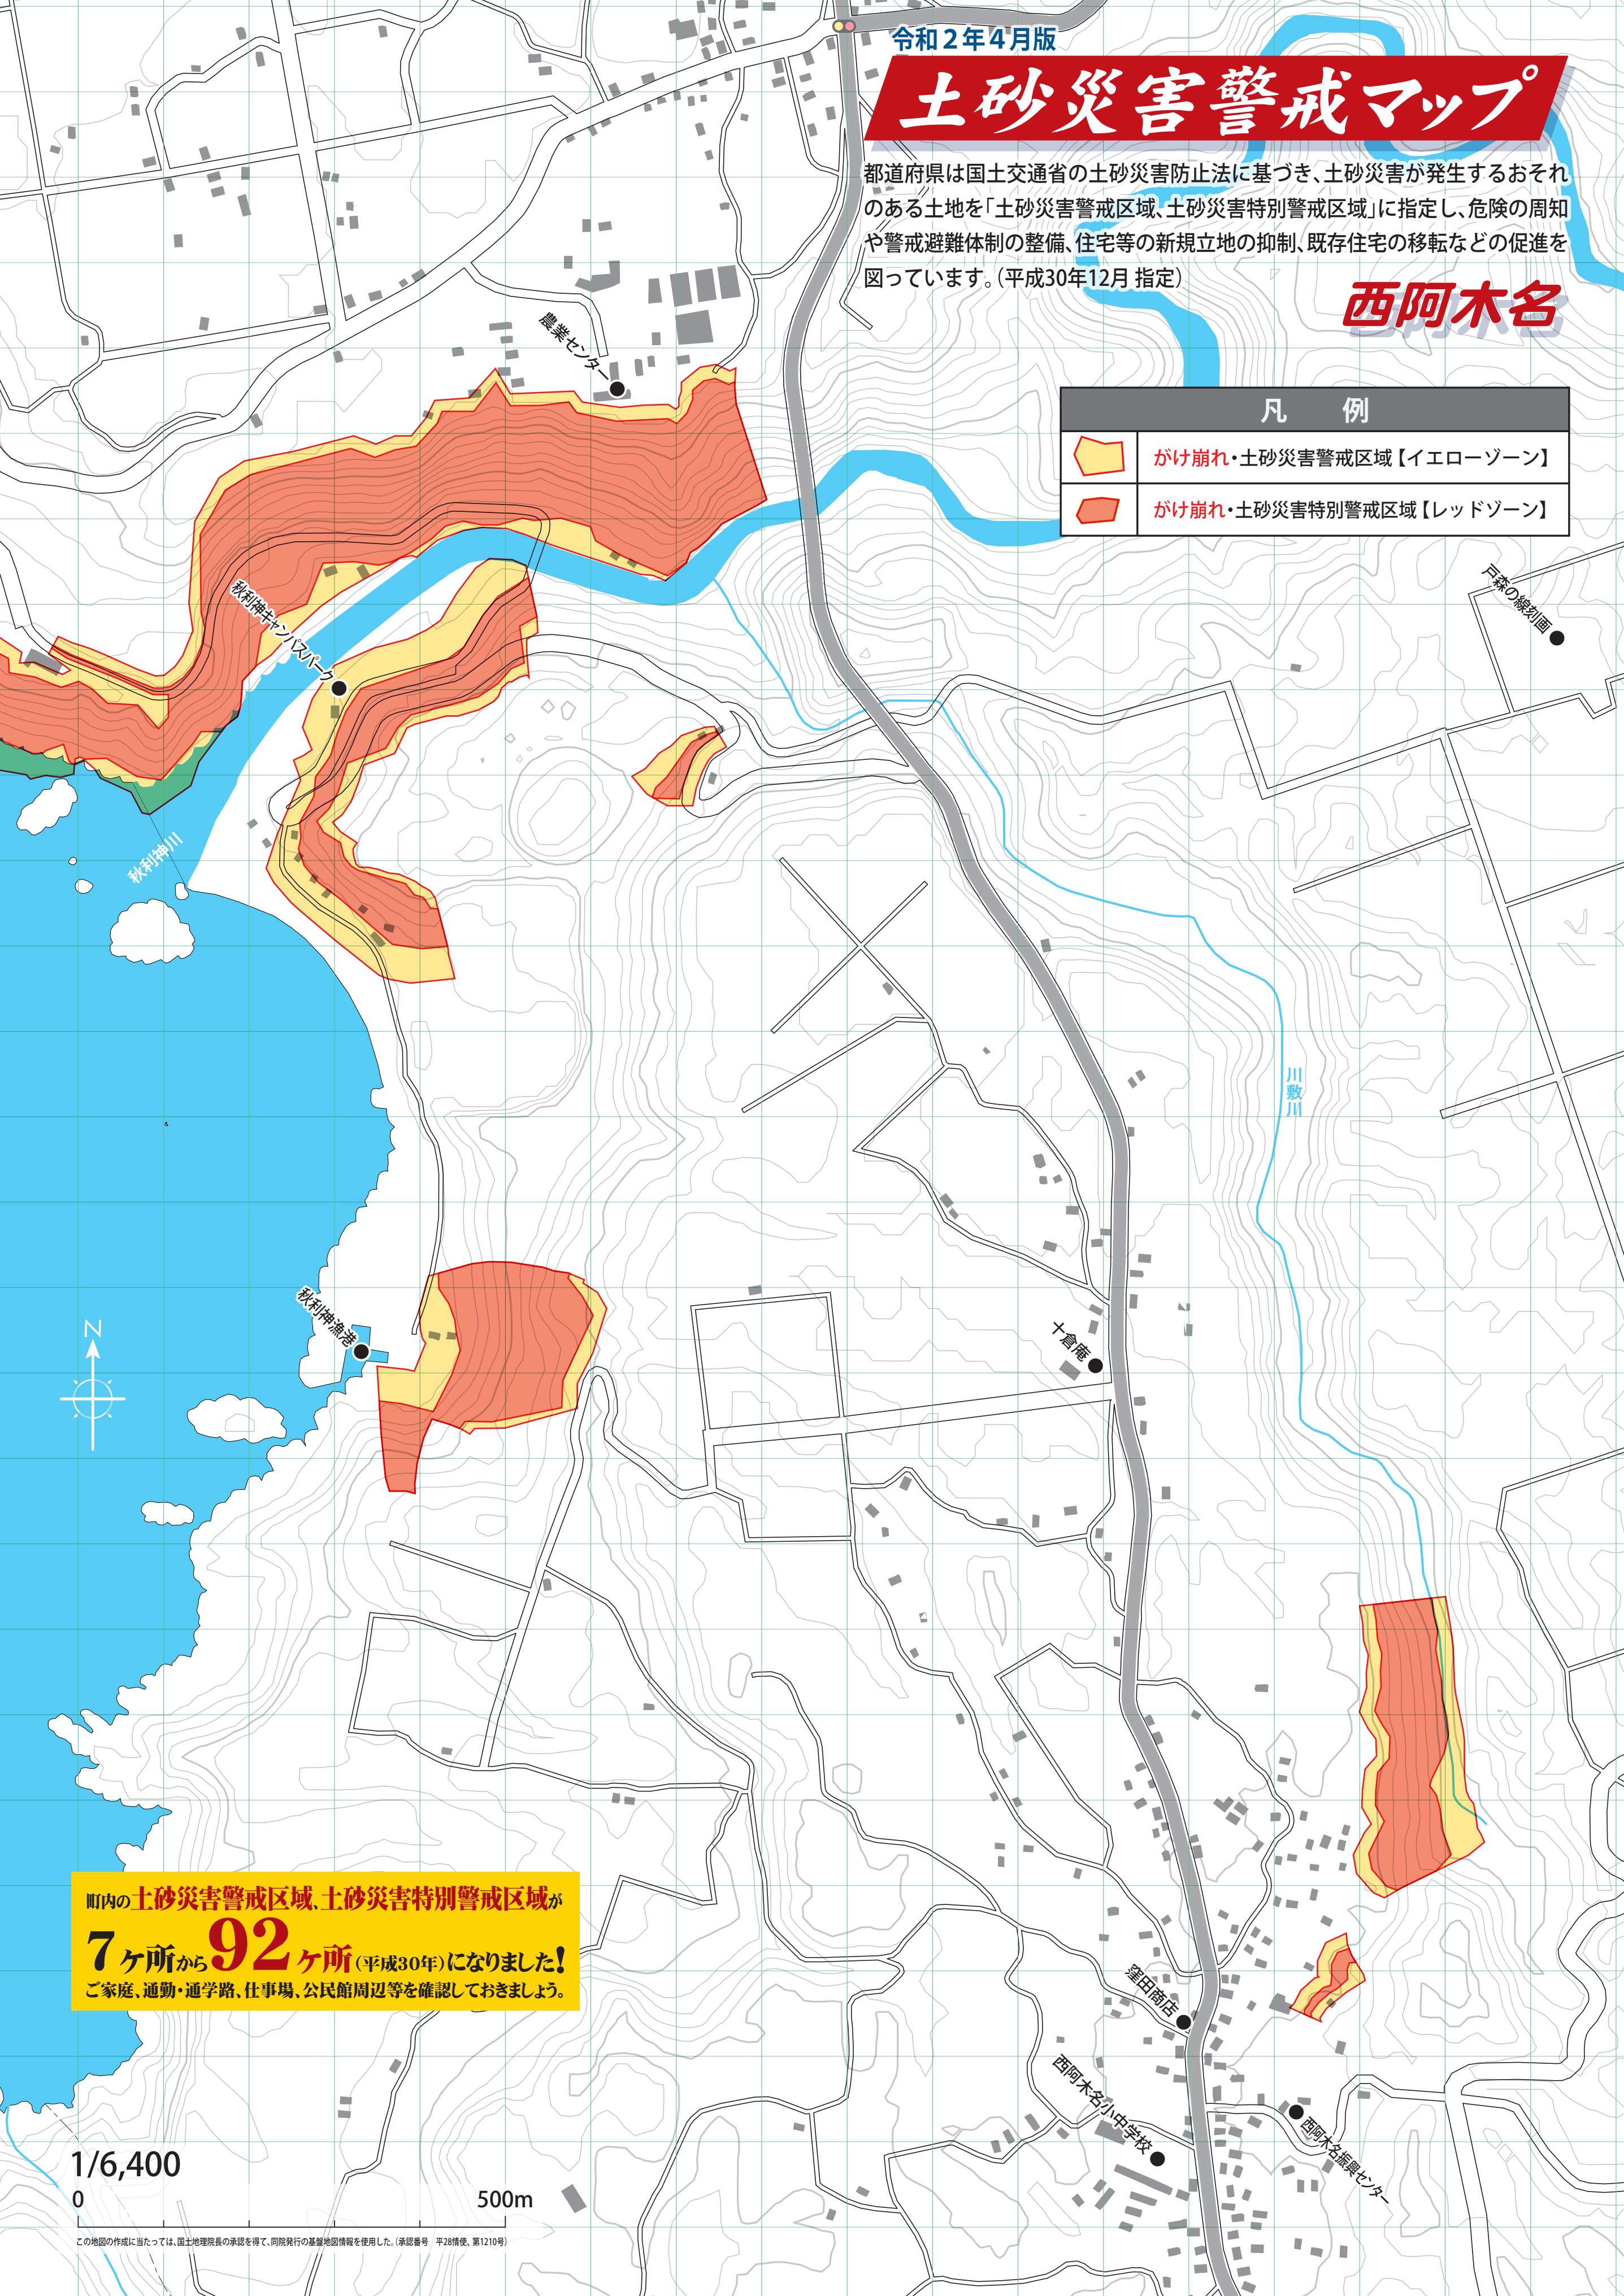 令和２年４月版
土砂災害警戒マップ
都道府県は国土交通省の土砂災害防止法に基づき、土砂災害が発生するおそれ
のある土地を「土砂災害警戒区域、土砂災害特別警戒区域」に指定し、危険の周知
や警戒避難体制の整備、住宅等の新規立地の抑制、既存住宅の移転などの促進を
図っています。（平成30年12月 指定）
西阿木名
凡　例
がけ崩れ・土砂災害警戒区域【イエローゾーン】
がけ崩れ・土砂災害特別警戒区域【レッドゾーン】
農業センター
戸森の線刻画
秋利神キャンパスパーク
秋利神川
川敷川
秋利神漁港
N
十倉庵
町内の土砂災害警戒区域、土砂災害特別警戒区域が
7ヶ所から92ヶ所（平成30年）になりました！
ご家庭、通勤・通学路、仕事場、公民館周辺等を確認しておきましょう。
窪田商店
西阿木名小中学校
西阿木名振興センター
1/6,400
0
500m
この地図の作成に当たっては、国土地理院長の承認を得て、同院発行の基盤地図情報を使用した。（承認番号　平28情使、第1210号）